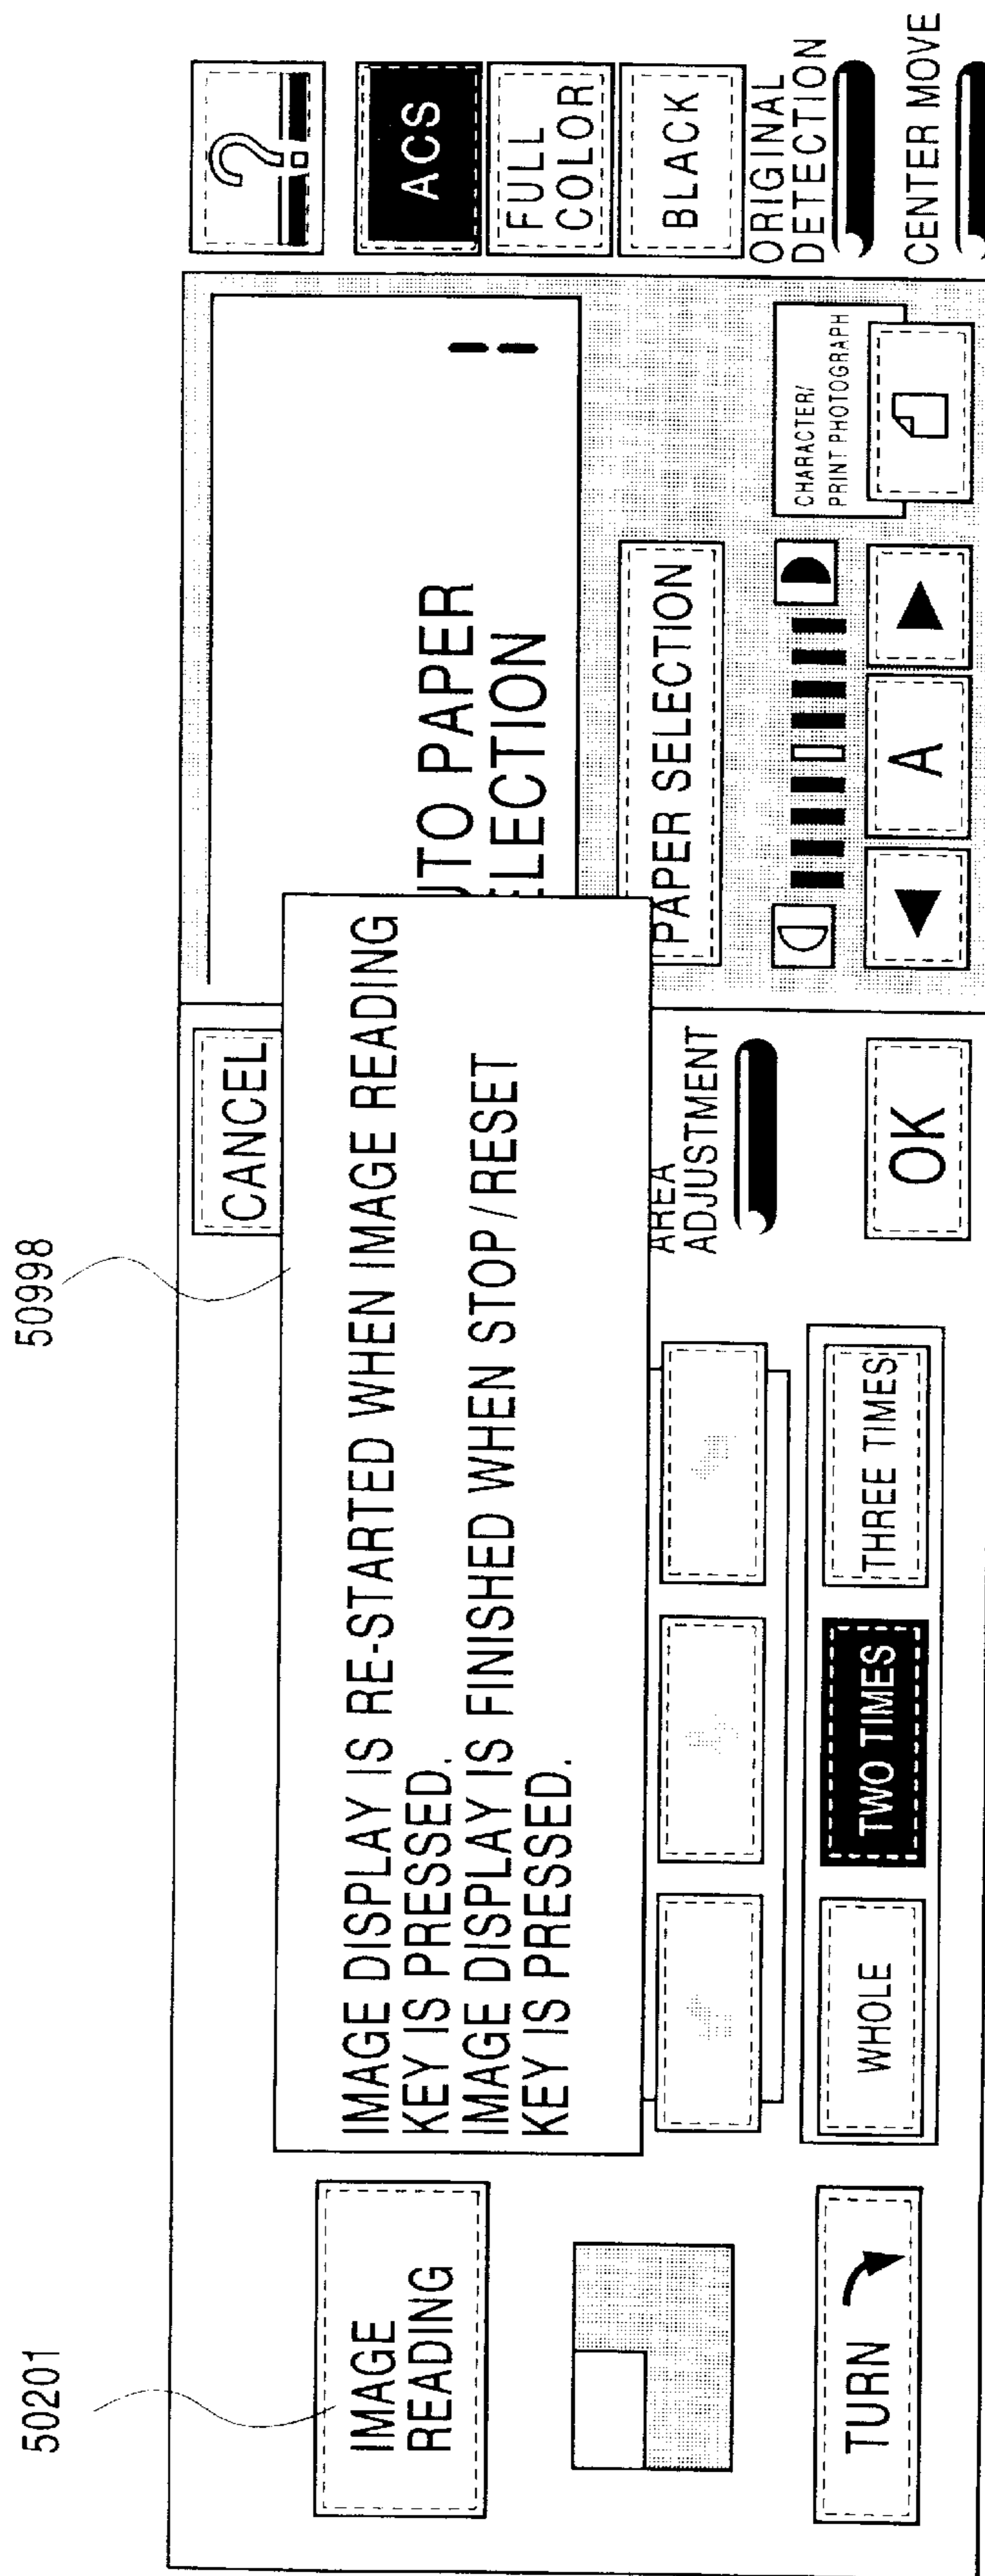 50201
50998
IMAGE
READING
TURN
CANCEL
IMAGE DISPLAY IS RE-STARTED WHEN IMAGE READING
KEY IS PRESSED.
IMAGE DISPLAY IS FINISHED WHEN STOP/RESET
KEY IS PRESSED.
WHOLE
TWO TIMES
THREE TIMES
AREA
ADJUSTMENT
OK
UTO PAPER
ELECTION
PAPER SELECTION
A
CHARACTER/
PRINT PHOTOGRAPH
?
ACS
FULL
COLOR
BLACK
ORIGINAL
DETECTION
CENTER MOVE